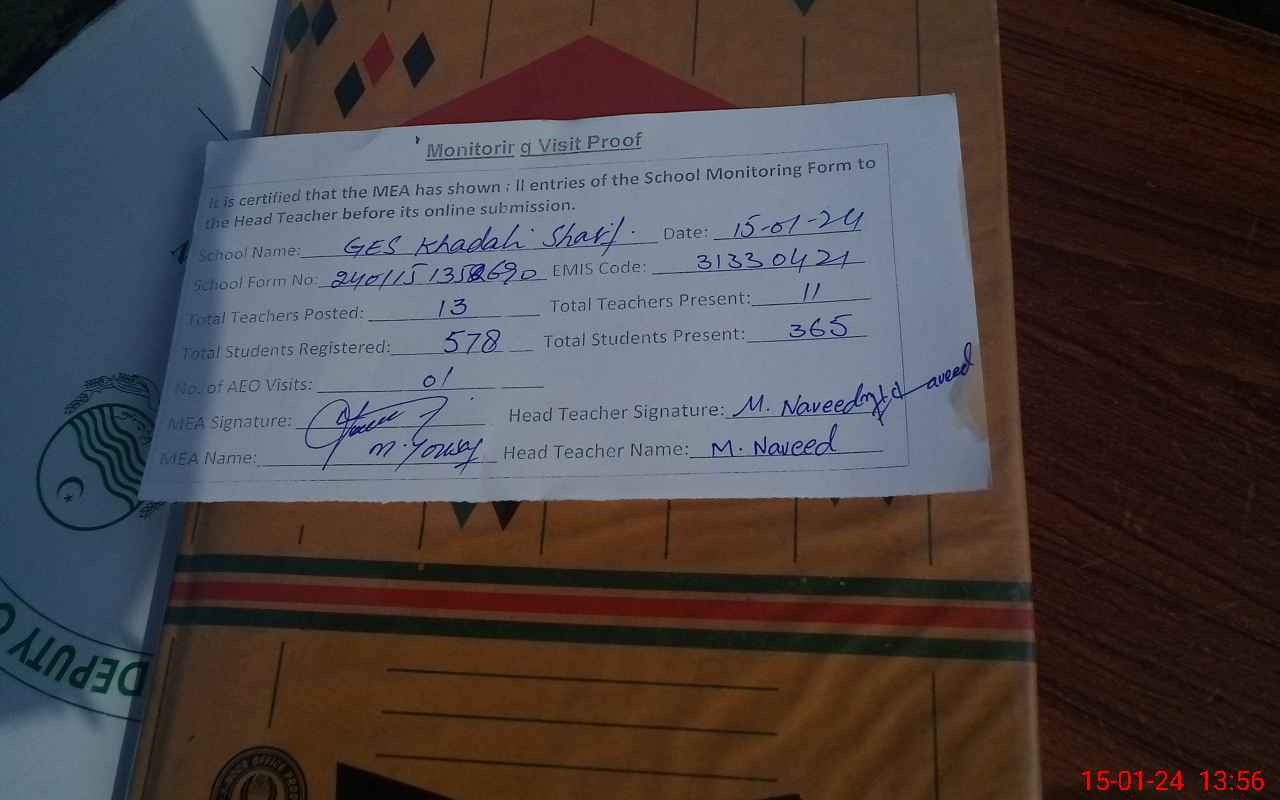 Monitorir g Visit Proof
It is certified that the MEA has shown ; ll entries of the School Monitoring Form to
the Head Teacher before its online submission.
School Name: GES Khadali Sharif. Date: 15-01-24
School Form No: EMIS Code: 31330421
Total Teachers Posted: 13 Total Teachers Present: 11
Total Students Registered: 578 Total Students Present: 365
No. of AEO Visits: 01
MEA Signature: Head Teacher Signature: M. Naveed
MEA Name: M. Head Teacher Name: M. Naveed
DEPUTY
15-01-24 13:56